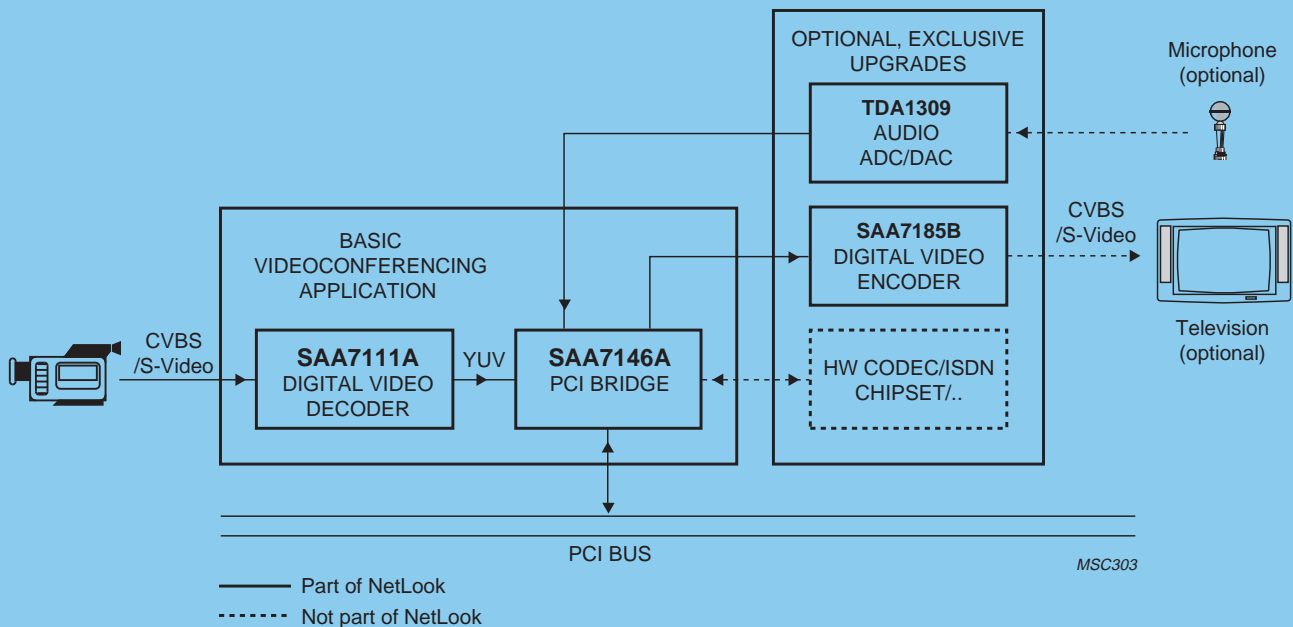 OPTIONAL, EXCLUSIVE
UPGRADES
TDA1309
AUDIO
ADC/DAC
Microphone
(optional)
BASIC
VIDEOCONFERENCING
APPLICATION
SAA7185B
DIGITAL VIDEO
ENCODER
CVBS
/S-Video
Television
(optional)
CVBS
/S-Video
SAA7111A
DIGITAL VIDEO
DECODER
YUV
SAA7146A
PCI BRIDGE
HW CODEC/ISDN
CHIPSET/..
PCI BUS
MSC303
Part of NetLook
Not part of NetLook